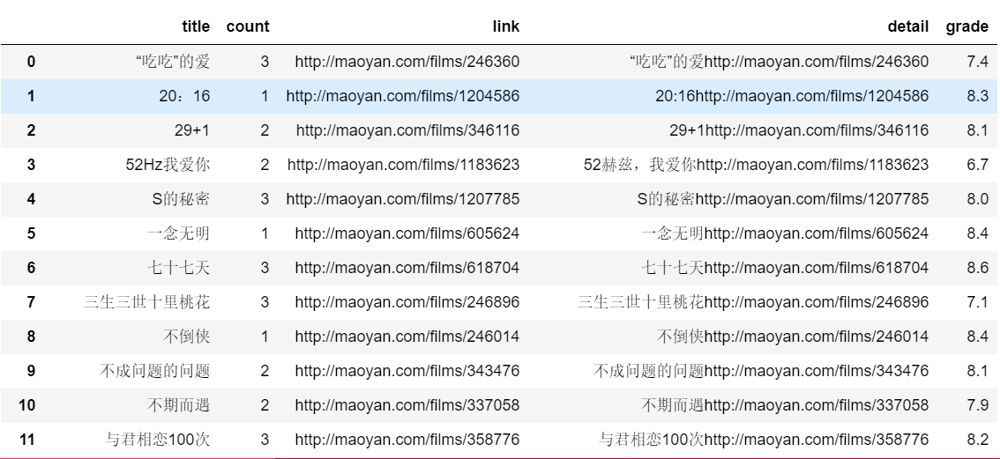 title count link detail grade
0 “吃吃”的爱 3 http://maoyan.com/films/246360 “吃吃”的爱http://maoyan.com/films/246360 7.4
1 20：16 1 http://maoyan.com/films/1204586 20:16http://maoyan.com/films/1204586 8.3
2 29+1 2 http://maoyan.com/films/346116 29+1http://maoyan.com/films/346116 8.1
3 52Hz我爱你 2 http://maoyan.com/films/1183623 52赫兹，我爱你http://maoyan.com/films/1183623 6.7
4 S的秘密 3 http://maoyan.com/films/1207785 S的秘密http://maoyan.com/films/1207785 8.0
5 一念无明 1 http://maoyan.com/films/605624 一念无明http://maoyan.com/films/605624 8.4
6 七十七天 3 http://maoyan.com/films/618704 七十七天http://maoyan.com/films/618704 8.6
7 三生三世十里桃花 3 http://maoyan.com/films/246896 三生三世十里桃花http://maoyan.com/films/246896 7.1
8 不倒侠 1 http://maoyan.com/films/246014 不倒侠http://maoyan.com/films/246014 8.4
9 不成问题的问题 2 http://maoyan.com/films/343476 不成问题的问题http://maoyan.com/films/343476 8.1
10 不期而遇 2 http://maoyan.com/films/337058 不期而遇http://maoyan.com/films/337058 7.9
11 与君相恋100次 3 http://maoyan.com/films/358776 与君相恋100次http://maoyan.com/films/358776 8.2